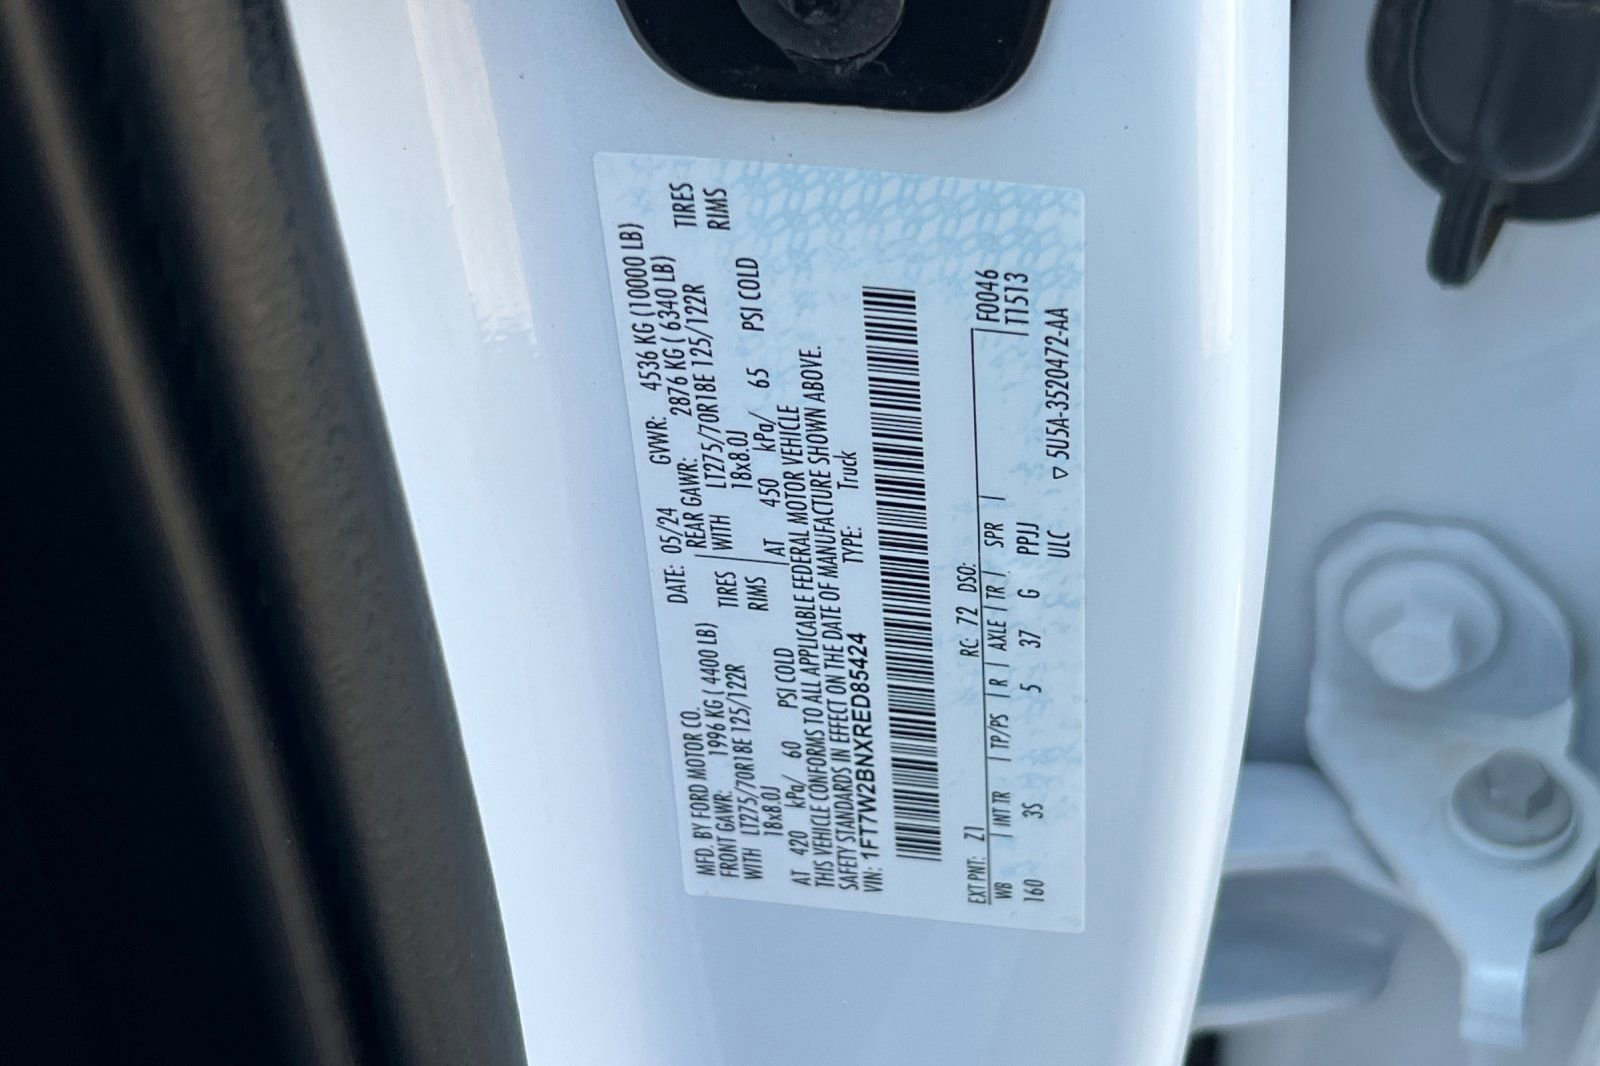 MFD. BY FORD MOTOR CO. DATE: 05/24 GVWR: 4536 KG (10000 LB)
FRONT GAWR: 1996 KG ( 4400 LB) REAR GAWR: 2876 KG ( 6340 LB)
WITH LT275/70R18E 125/122R TIRES WITH LT275/70R18E 125/122R TIRES
18x8.0J RIMS 18x8.0J RIMS
AT 420 kPa/ 60 PSI COLD AT 450 kPa/ 65 PSI COLD
THIS VEHICLE CONFORMS TO ALL APPLICABLE FEDERAL MOTOR VEHICLE
SAFETY STANDARDS IN EFFECT ON THE DATE OF MANUFACTURE SHOWN ABOVE.
VIN: 1FT7W2BNXRED85424 TYPE: Truck
EXT PNT: Z1 RC: 72 DSO:
WB INT TR TP/PS R AXLE TR SPR F0046
160 3S 5 37 G PPJJ T1513
ULC ▽ 5U5A-3520472-AA